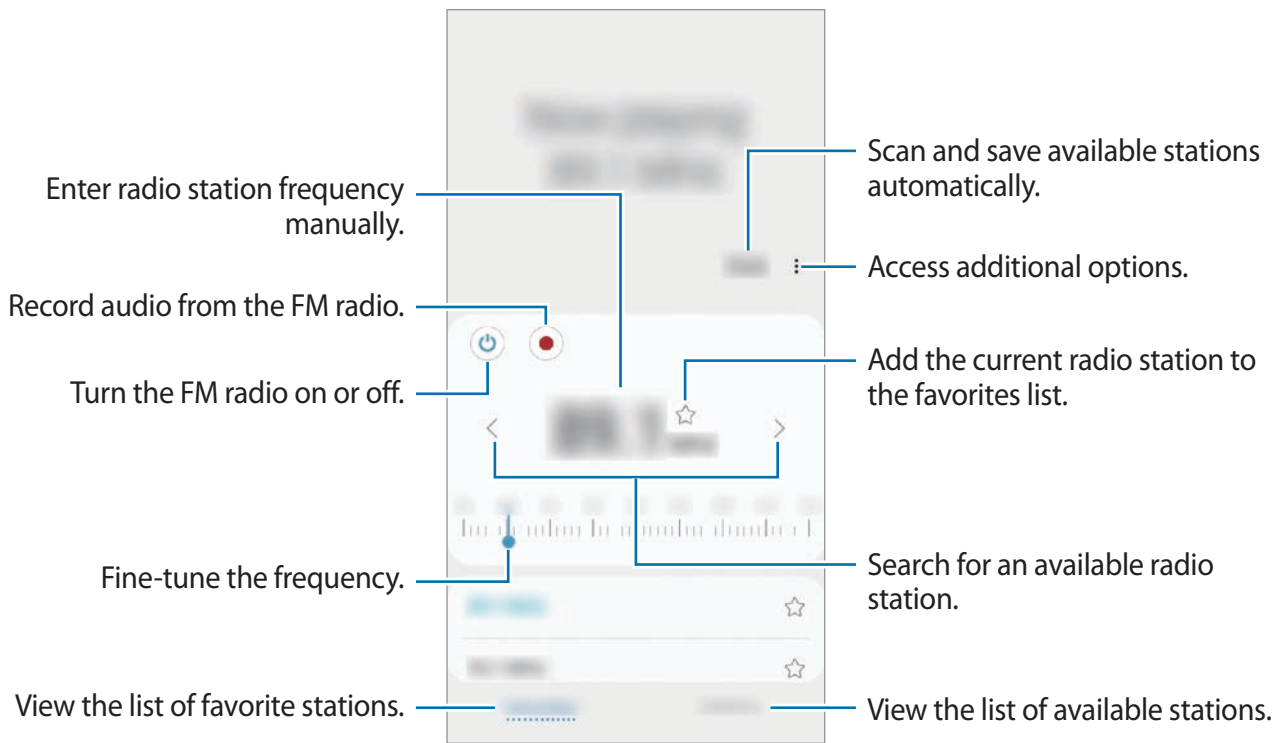 Enter radio station frequency
manually.
Record audio from the FM radio.
Turn the FM radio on or off.
Fine-tune the frequency.
View the list of favorite stations.
Scan and save available stations
automatically.
Access additional options.
Add the current radio station to
the favorites list.
Search for an available radio
station.
View the list of available stations.